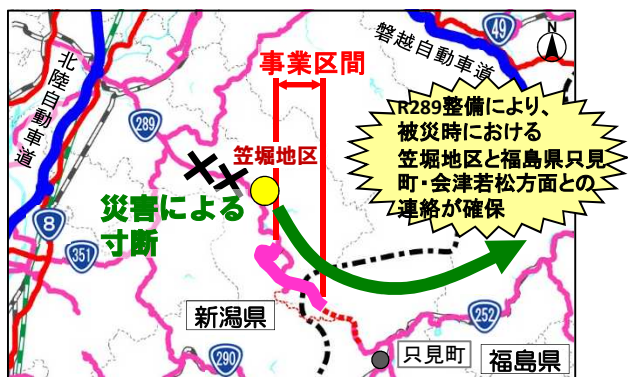 磐越自動車道
49
N
北陸自動車道
事業区間
289
R289整備により、
被災時における
笠堀地区と福島県只見
町・会津若松方面との
連絡が確保
笠堀地区
災害による
寸断
8
351
新潟県
252
290
只見町
福島県